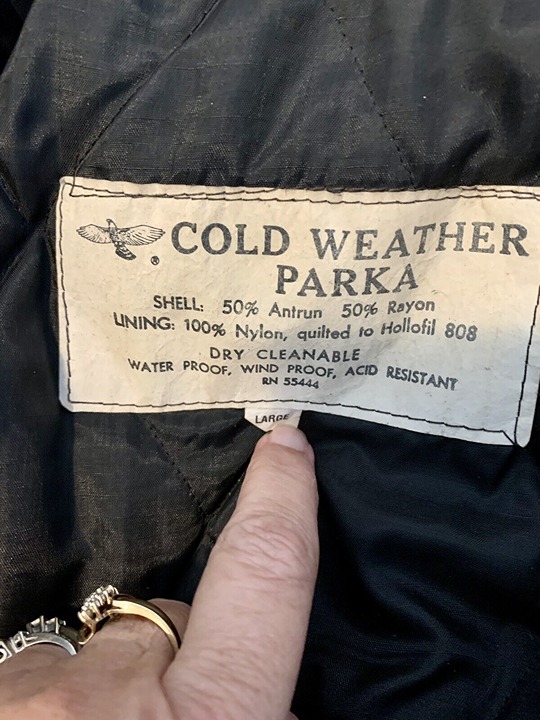 ®
COLD WEATHER
PARKA
SHELL: 50% Antrun 50% Rayon
LINING: 100% Nylon, quilted to Hollofil 808
DRY CLEANABLE
WATER PROOF, WIND PROOF, ACID RESISTANT
RN 55444
LARGE